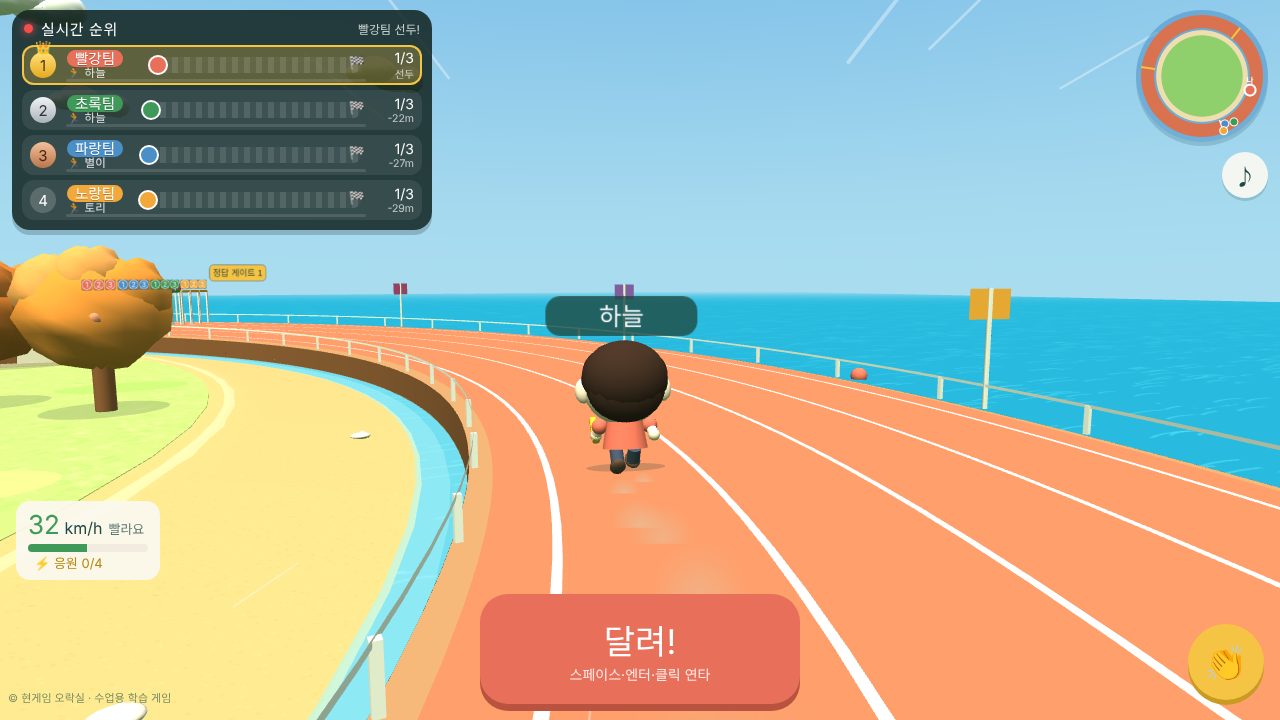 실시간 순위
빨강팀 선두!
1
빨강팀
하늘
1/3
선두
2
초록팀
하늘
1/3
-22m
3
파랑팀
별이
1/3
-27m
4
노랑팀
토리
1/3
-29m
정답 게이트 1
①②③①②③①②③①②③
나
하늘
32 km/h 빨라요
⚡ 응원 0/4
달려!
스페이스·엔터·클릭 연타
© 현게임 오락실 · 수업용 학습 게임